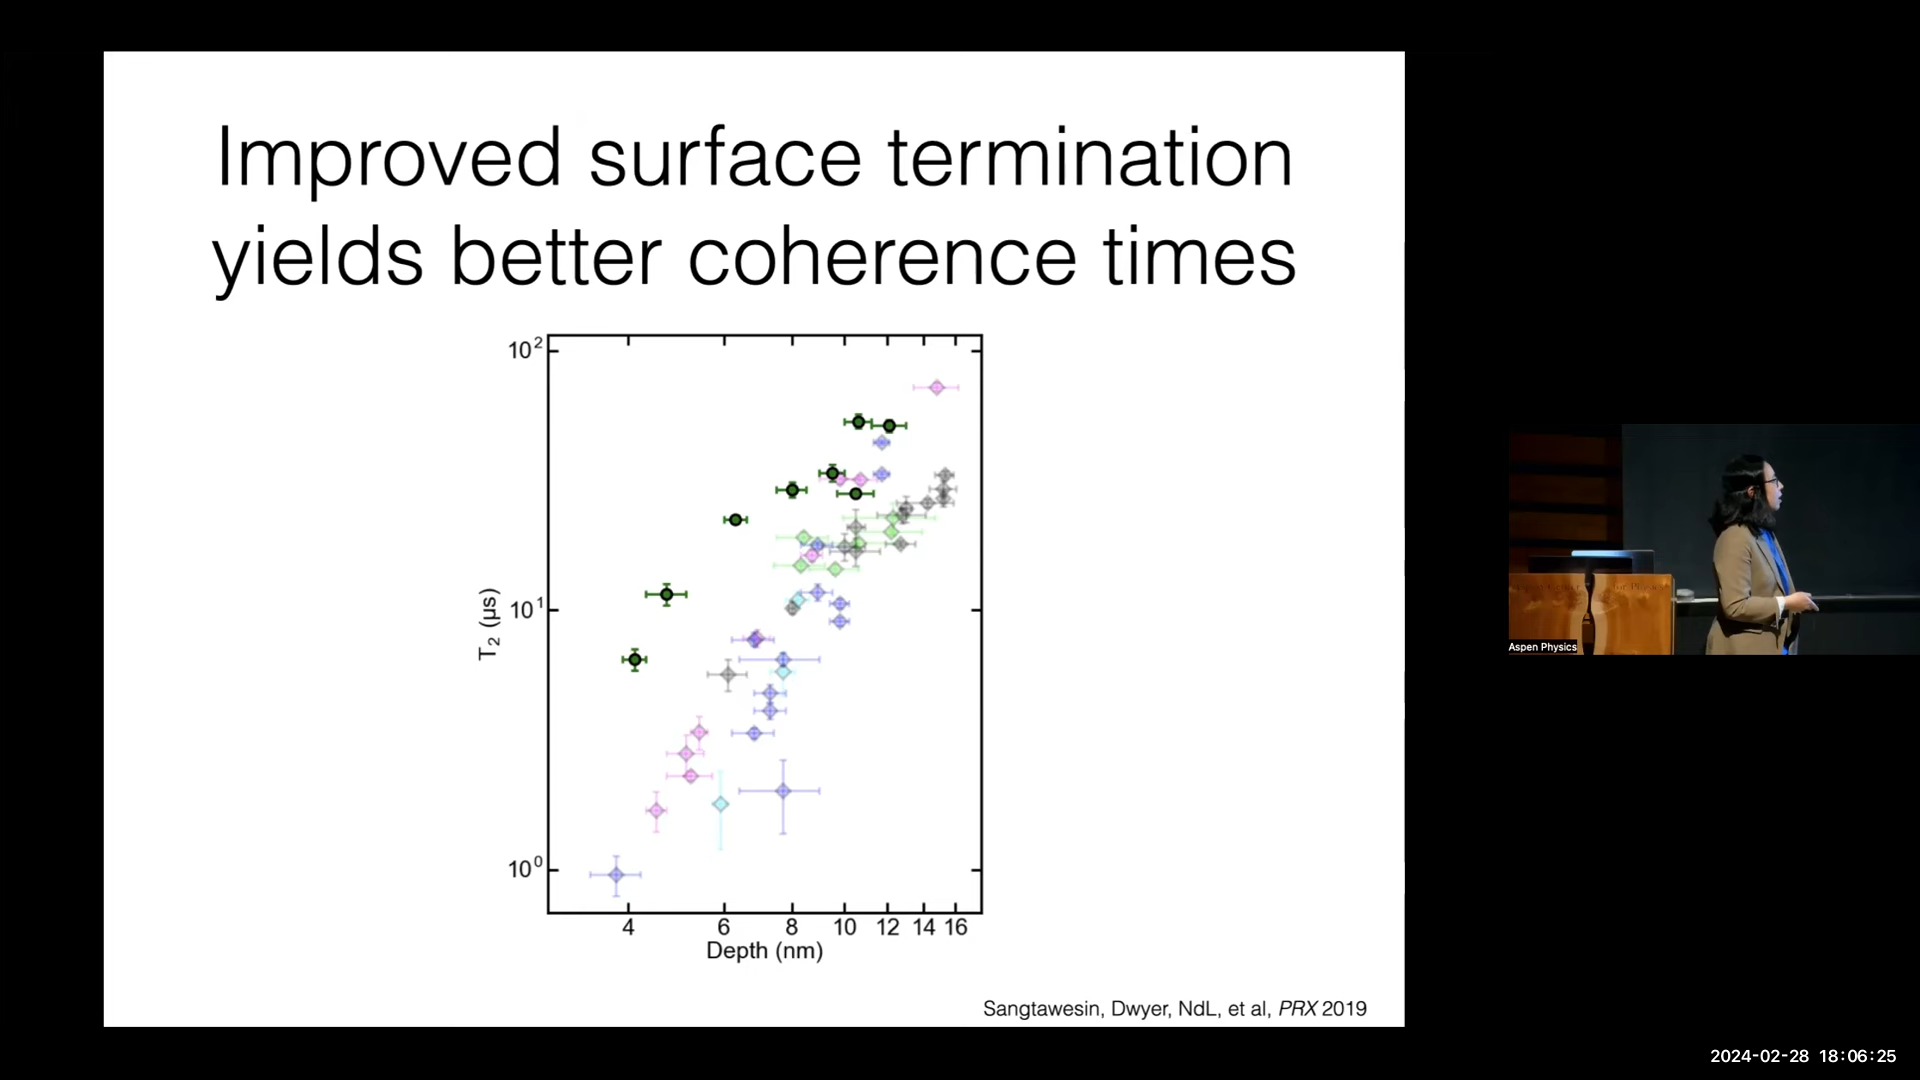 Improved surface termination
yields better coherence times
10²
10¹
10⁰
T₂ (µs)
4 6 8 10 12 14 16
Depth (nm)
Sangtawesin, Dwyer, NdL, et al, PRX 2019
Aspen Physics
2024-02-28 18:06:25